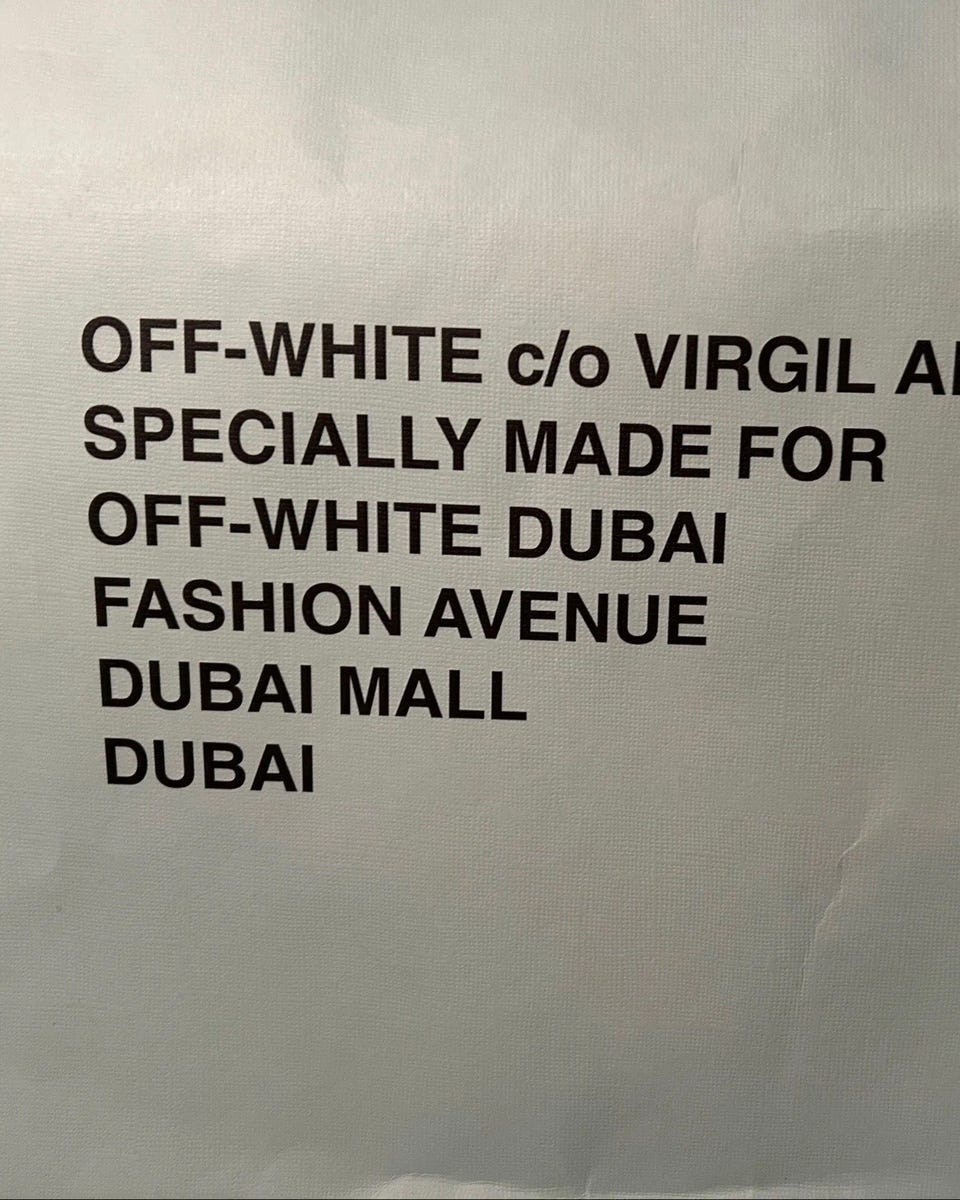 OFF-WHITE c/o VIRGIL
SPECIALLY MADE FOR
OFF-WHITE DUBAI
FASHION AVENUE
DUBAI MALL
DUBAI